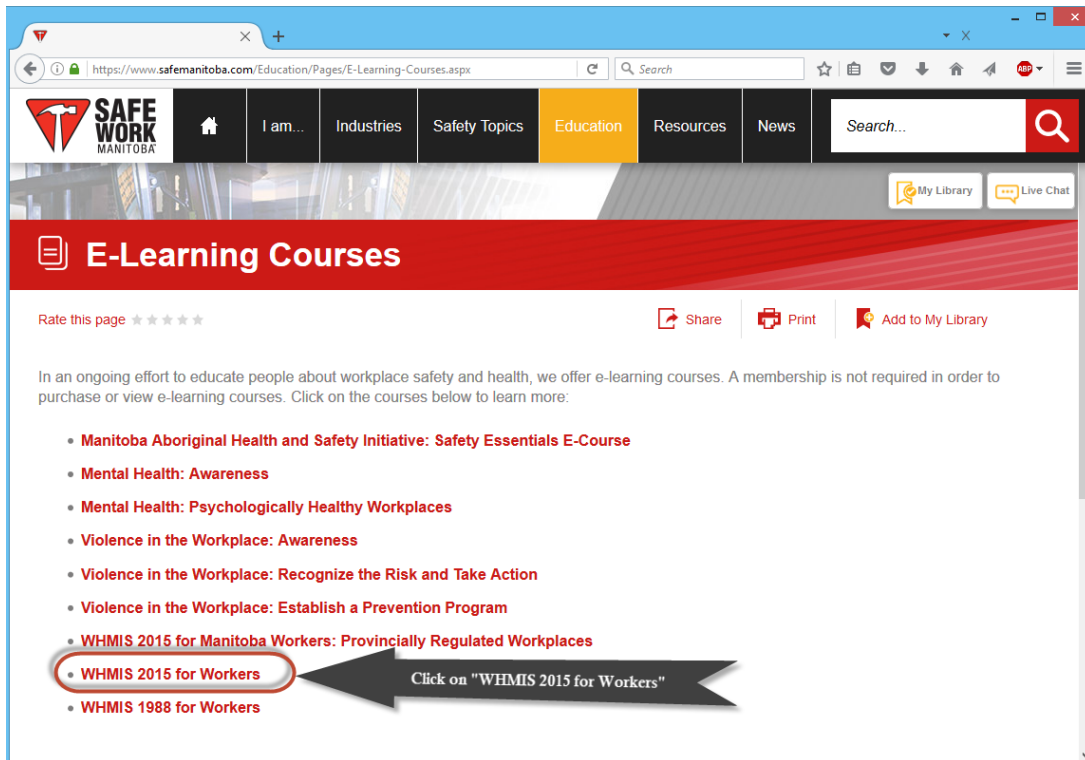 https://www.safemanitoba.com/Education/Pages/E-Learning-Courses.aspx
Search
ABP
SAFE
WORK
MANITOBA
I am...
Industries
Safety Topics
Education
Resources
News
Search...
My Library
Live Chat
E-Learning Courses
Rate this page
Share
Print
Add to My Library
In an ongoing effort to educate people about workplace safety and health, we offer e-learning courses. A membership is not required in order to
purchase or view e-learning courses. Click on the courses below to learn more:
• Manitoba Aboriginal Health and Safety Initiative: Safety Essentials E-Course
• Mental Health: Awareness
• Mental Health: Psychologically Healthy Workplaces
• Violence in the Workplace: Awareness
• Violence in the Workplace: Recognize the Risk and Take Action
• Violence in the Workplace: Establish a Prevention Program
• WHMIS 2015 for Manitoba Workers: Provincially Regulated Workplaces
• WHMIS 2015 for Workers
Click on "WHMIS 2015 for Workers"
• WHMIS 1988 for Workers